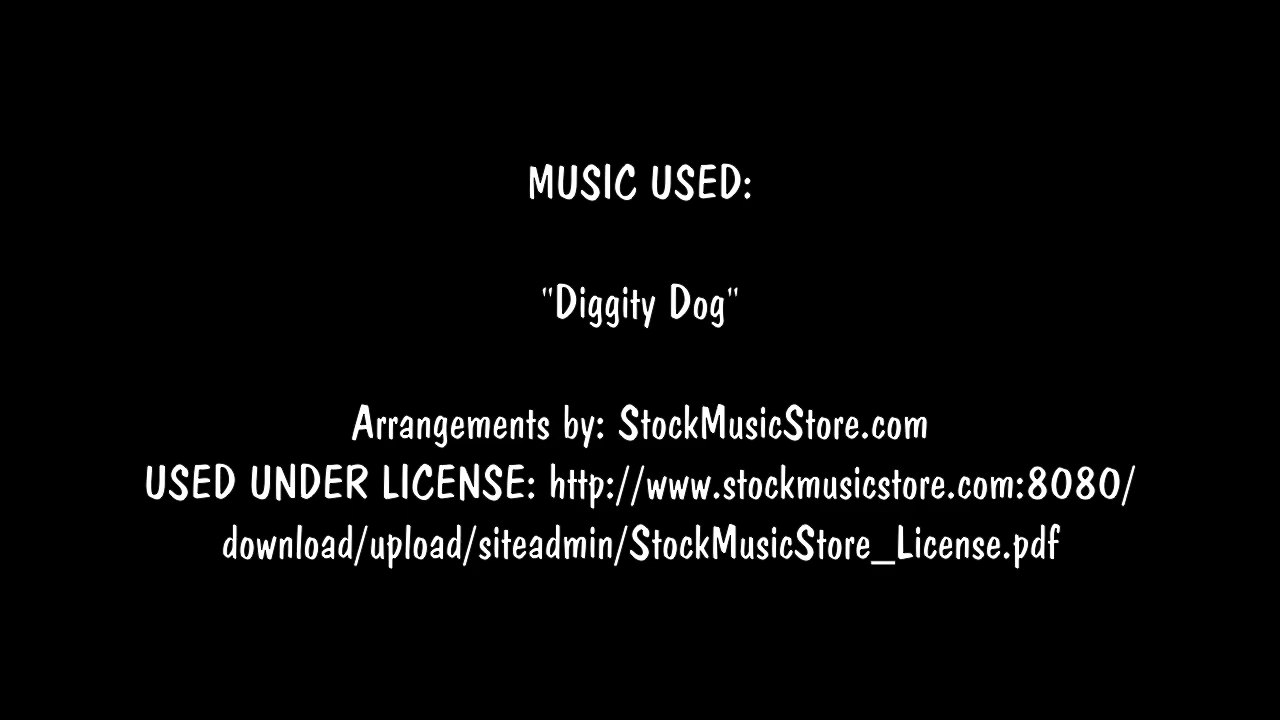 MUSIC USED:
"Diggity Dog"
Arrangements by: StockMusicStore.com
USED UNDER LICENSE: http://www.stockmusicstore.com:8080/
download/upload/siteadmin/StockMusicStore_License.pdf